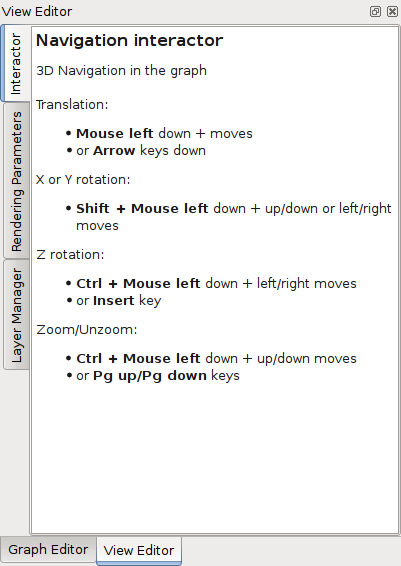 View Editor
Interactor
Rendering Parameters
Layer Manager
Navigation interactor
3D Navigation in the graph
Translation:
• Mouse left down + moves
• or Arrow keys down
X or Y rotation:
• Shift + Mouse left down + up/down or left/right
moves
Z rotation:
• Ctrl + Mouse left down + left/right moves
• or Insert key
Zoom/Unzoom:
• Ctrl + Mouse left down + up/down moves
• or Pg up/Pg down keys
Graph Editor
View Editor